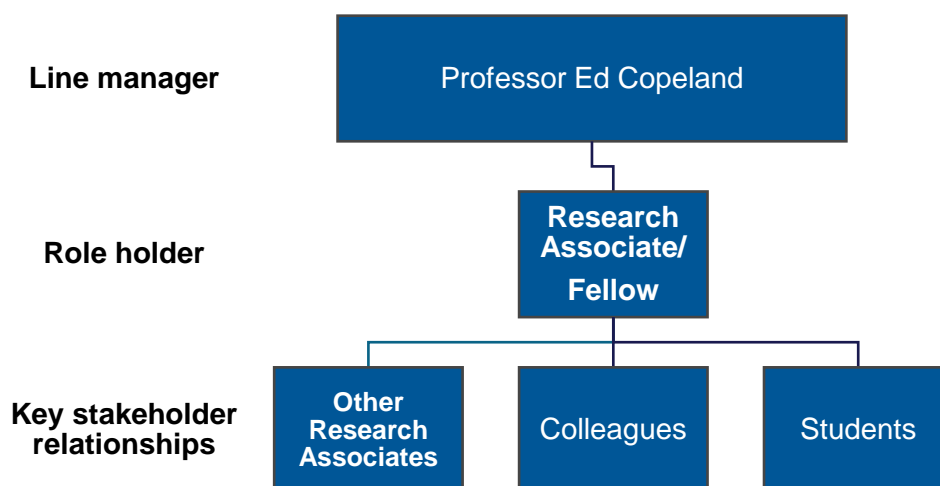 Line manager
Professor Ed Copeland
Role holder
Research
Associate/
Fellow
Key stakeholder
relationships
Other
Research
Associates
Colleagues
Students